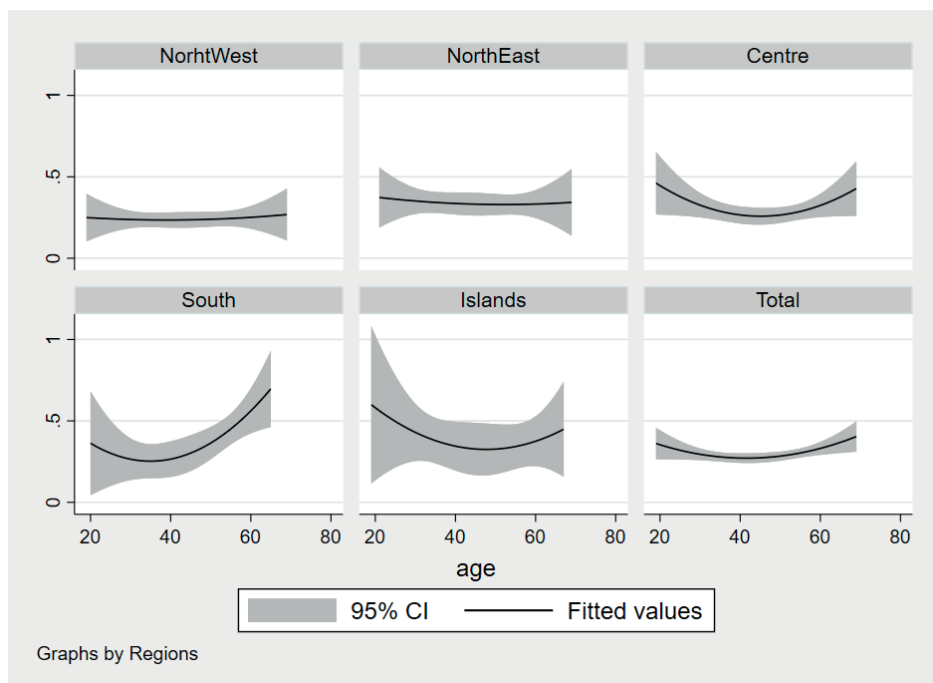 NorhtWest NorthEast Centre
1
.5
0
South Islands Total
1
.5
0
20 40 60 80 20 40 60 80 20 40 60 80
age
95% CI Fitted values
Graphs by Regions